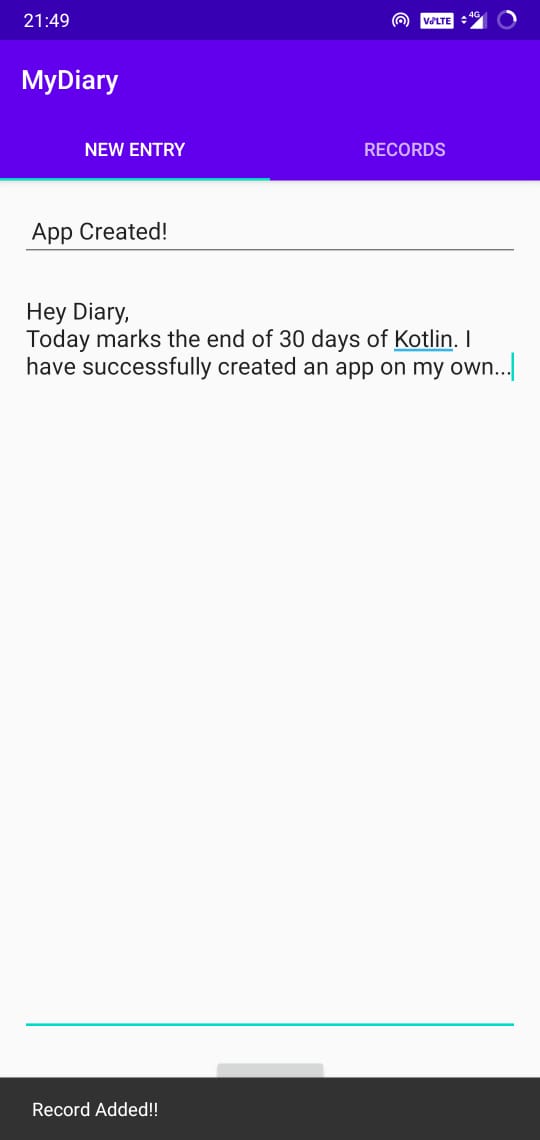 21:49 VoLTE 4G
MyDiary
NEW ENTRY RECORDS
App Created!
Hey Diary,
Today marks the end of 30 days of Kotlin. I
have successfully created an app on my own...
Record Added!!